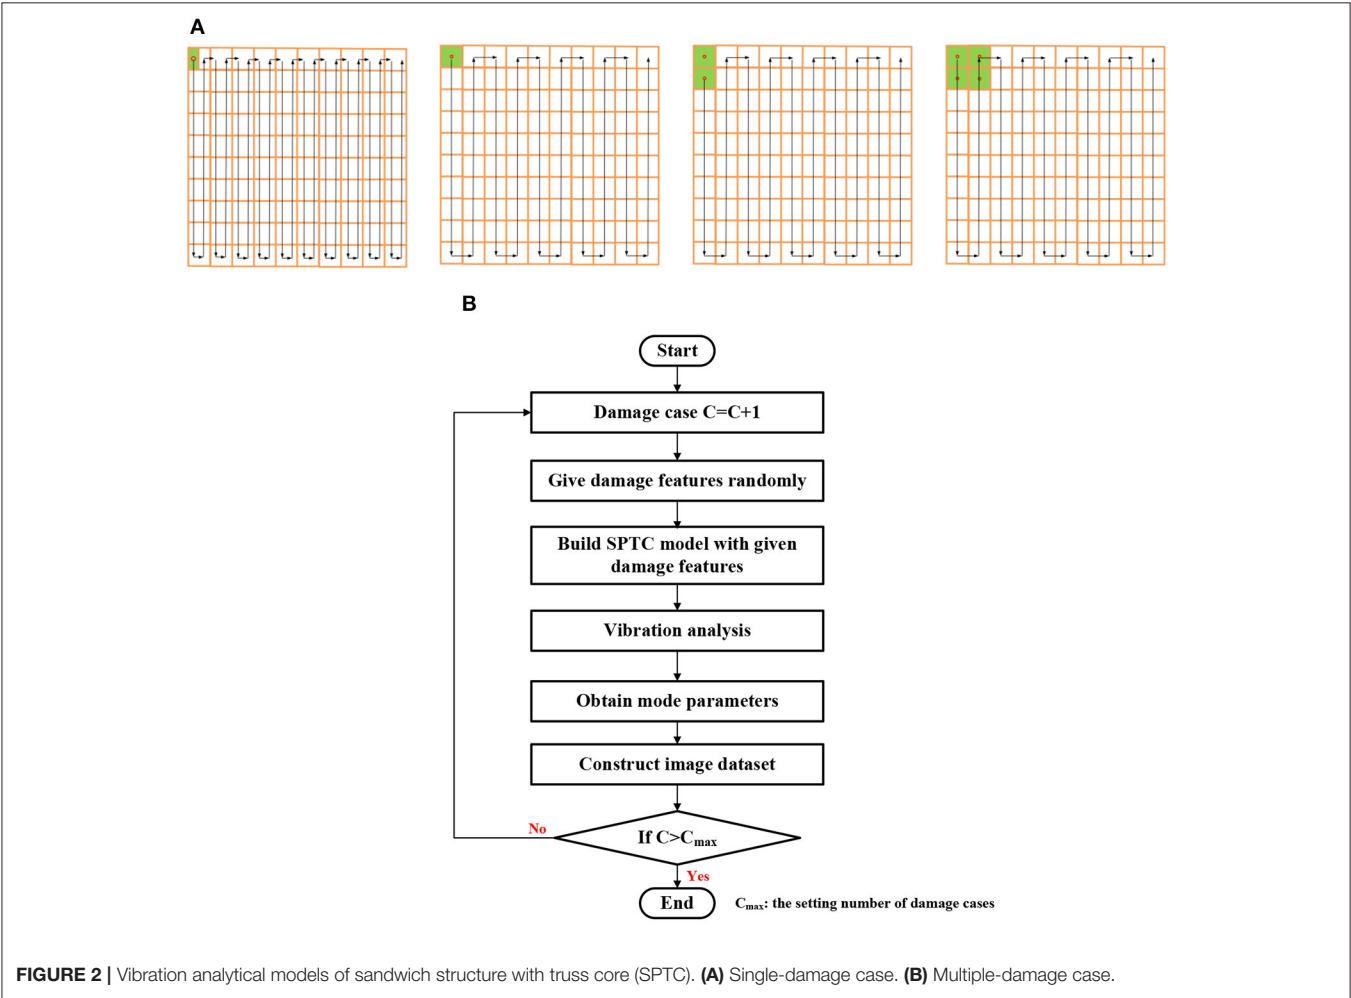 A
B
Start
Damage case C=C+1
Give damage features randomly
Build SPTC model with given
damage features
Vibration analysis
Obtain mode parameters
Construct image dataset
If C>Cmax
No
Yes
End
Cmax: the setting number of damage cases
FIGURE 2 | Vibration analytical models of sandwich structure with truss core (SPTC). (A) Single-damage case. (B) Multiple-damage case.